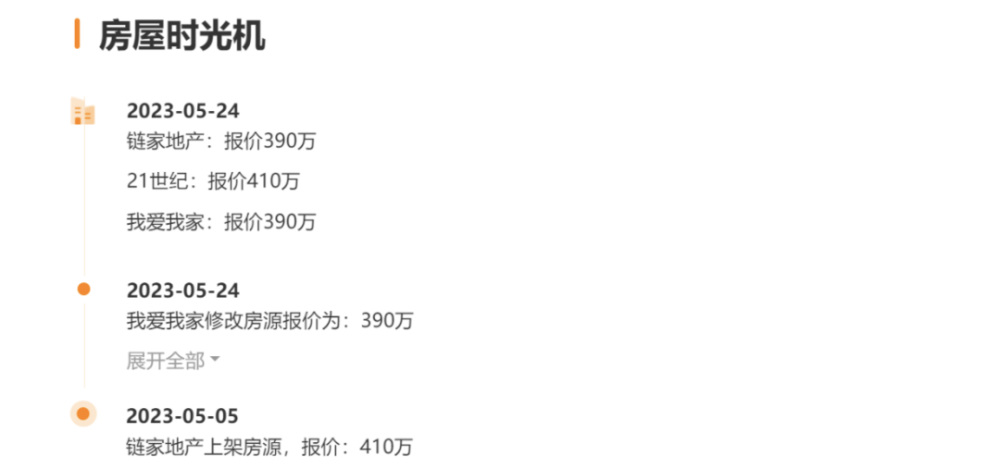 房屋时光机
2023-05-24
链家地产：报价390万
21世纪：报价410万
我爱我家：报价390万
2023-05-24
我爱我家修改房源报价为：390万
展开全部
2023-05-05
链家地产上架房源，报价：410万